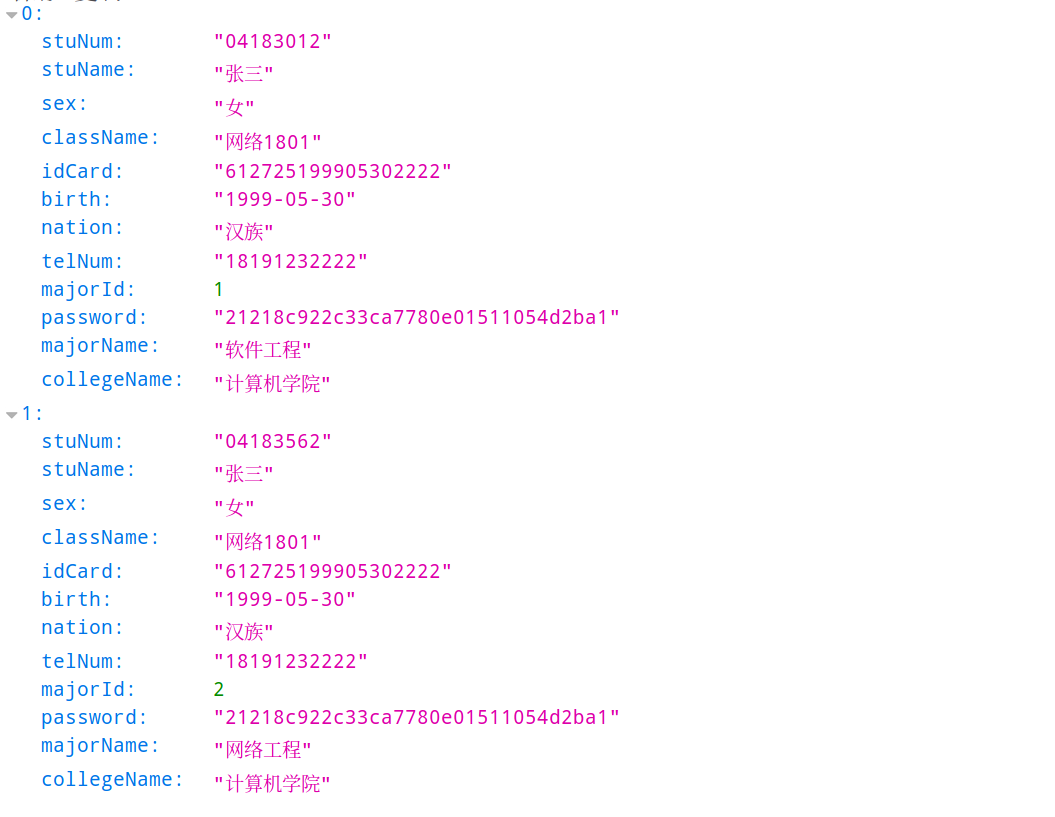 0:
stuNum: "04183012"
stuName: "张三"
sex: "女"
className: "网络1801"
idCard: "612725199905302222"
birth: "1999-05-30"
nation: "汉族"
telNum: "18191232222"
majorId: 1
password: "21218c922c33ca7780e01511054d2ba1"
majorName: "软件工程"
collegeName: "计算机学院"
1:
stuNum: "04183562"
stuName: "张三"
sex: "女"
className: "网络1801"
idCard: "612725199905302222"
birth: "1999-05-30"
nation: "汉族"
telNum: "18191232222"
majorId: 2
password: "21218c922c33ca7780e01511054d2ba1"
majorName: "网络工程"
collegeName: "计算机学院"